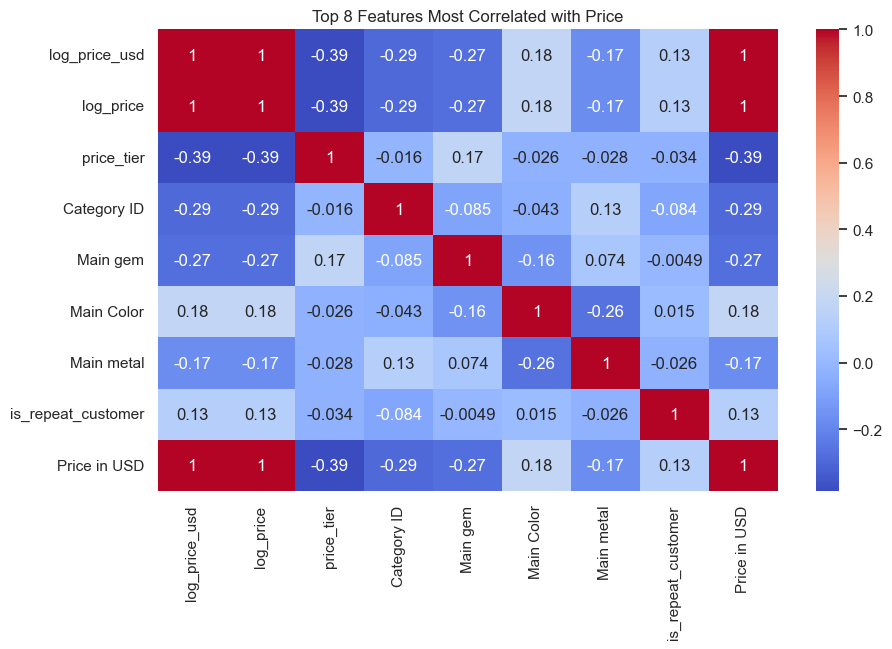 Top 8 Features Most Correlated with Price
log_price_usd 1 1 -0.39 -0.29 -0.27 0.18 -0.17 0.13 1
log_price 1 1 -0.39 -0.29 -0.27 0.18 -0.17 0.13 1
price_tier -0.39 -0.39 1 -0.016 0.17 -0.026 -0.028 -0.034 -0.39
Category ID -0.29 -0.29 -0.016 1 -0.085 -0.043 0.13 -0.084 -0.29
Main gem -0.27 -0.27 0.17 -0.085 1 -0.16 0.074 -0.0049 -0.27
Main Color 0.18 0.18 -0.026 -0.043 -0.16 1 -0.26 0.015 0.18
Main metal -0.17 -0.17 -0.028 0.13 0.074 -0.26 1 -0.026 -0.17
is_repeat_customer 0.13 0.13 -0.034 -0.084 -0.0049 0.015 -0.026 1 0.13
Price in USD 1 1 -0.39 -0.29 -0.27 0.18 -0.17 0.13 1
log_price_usd
log_price
price_tier
Category ID
Main gem
Main Color
Main metal
is_repeat_customer
Price in USD
1.0
0.8
0.6
0.4
0.2
0.0
−0.2